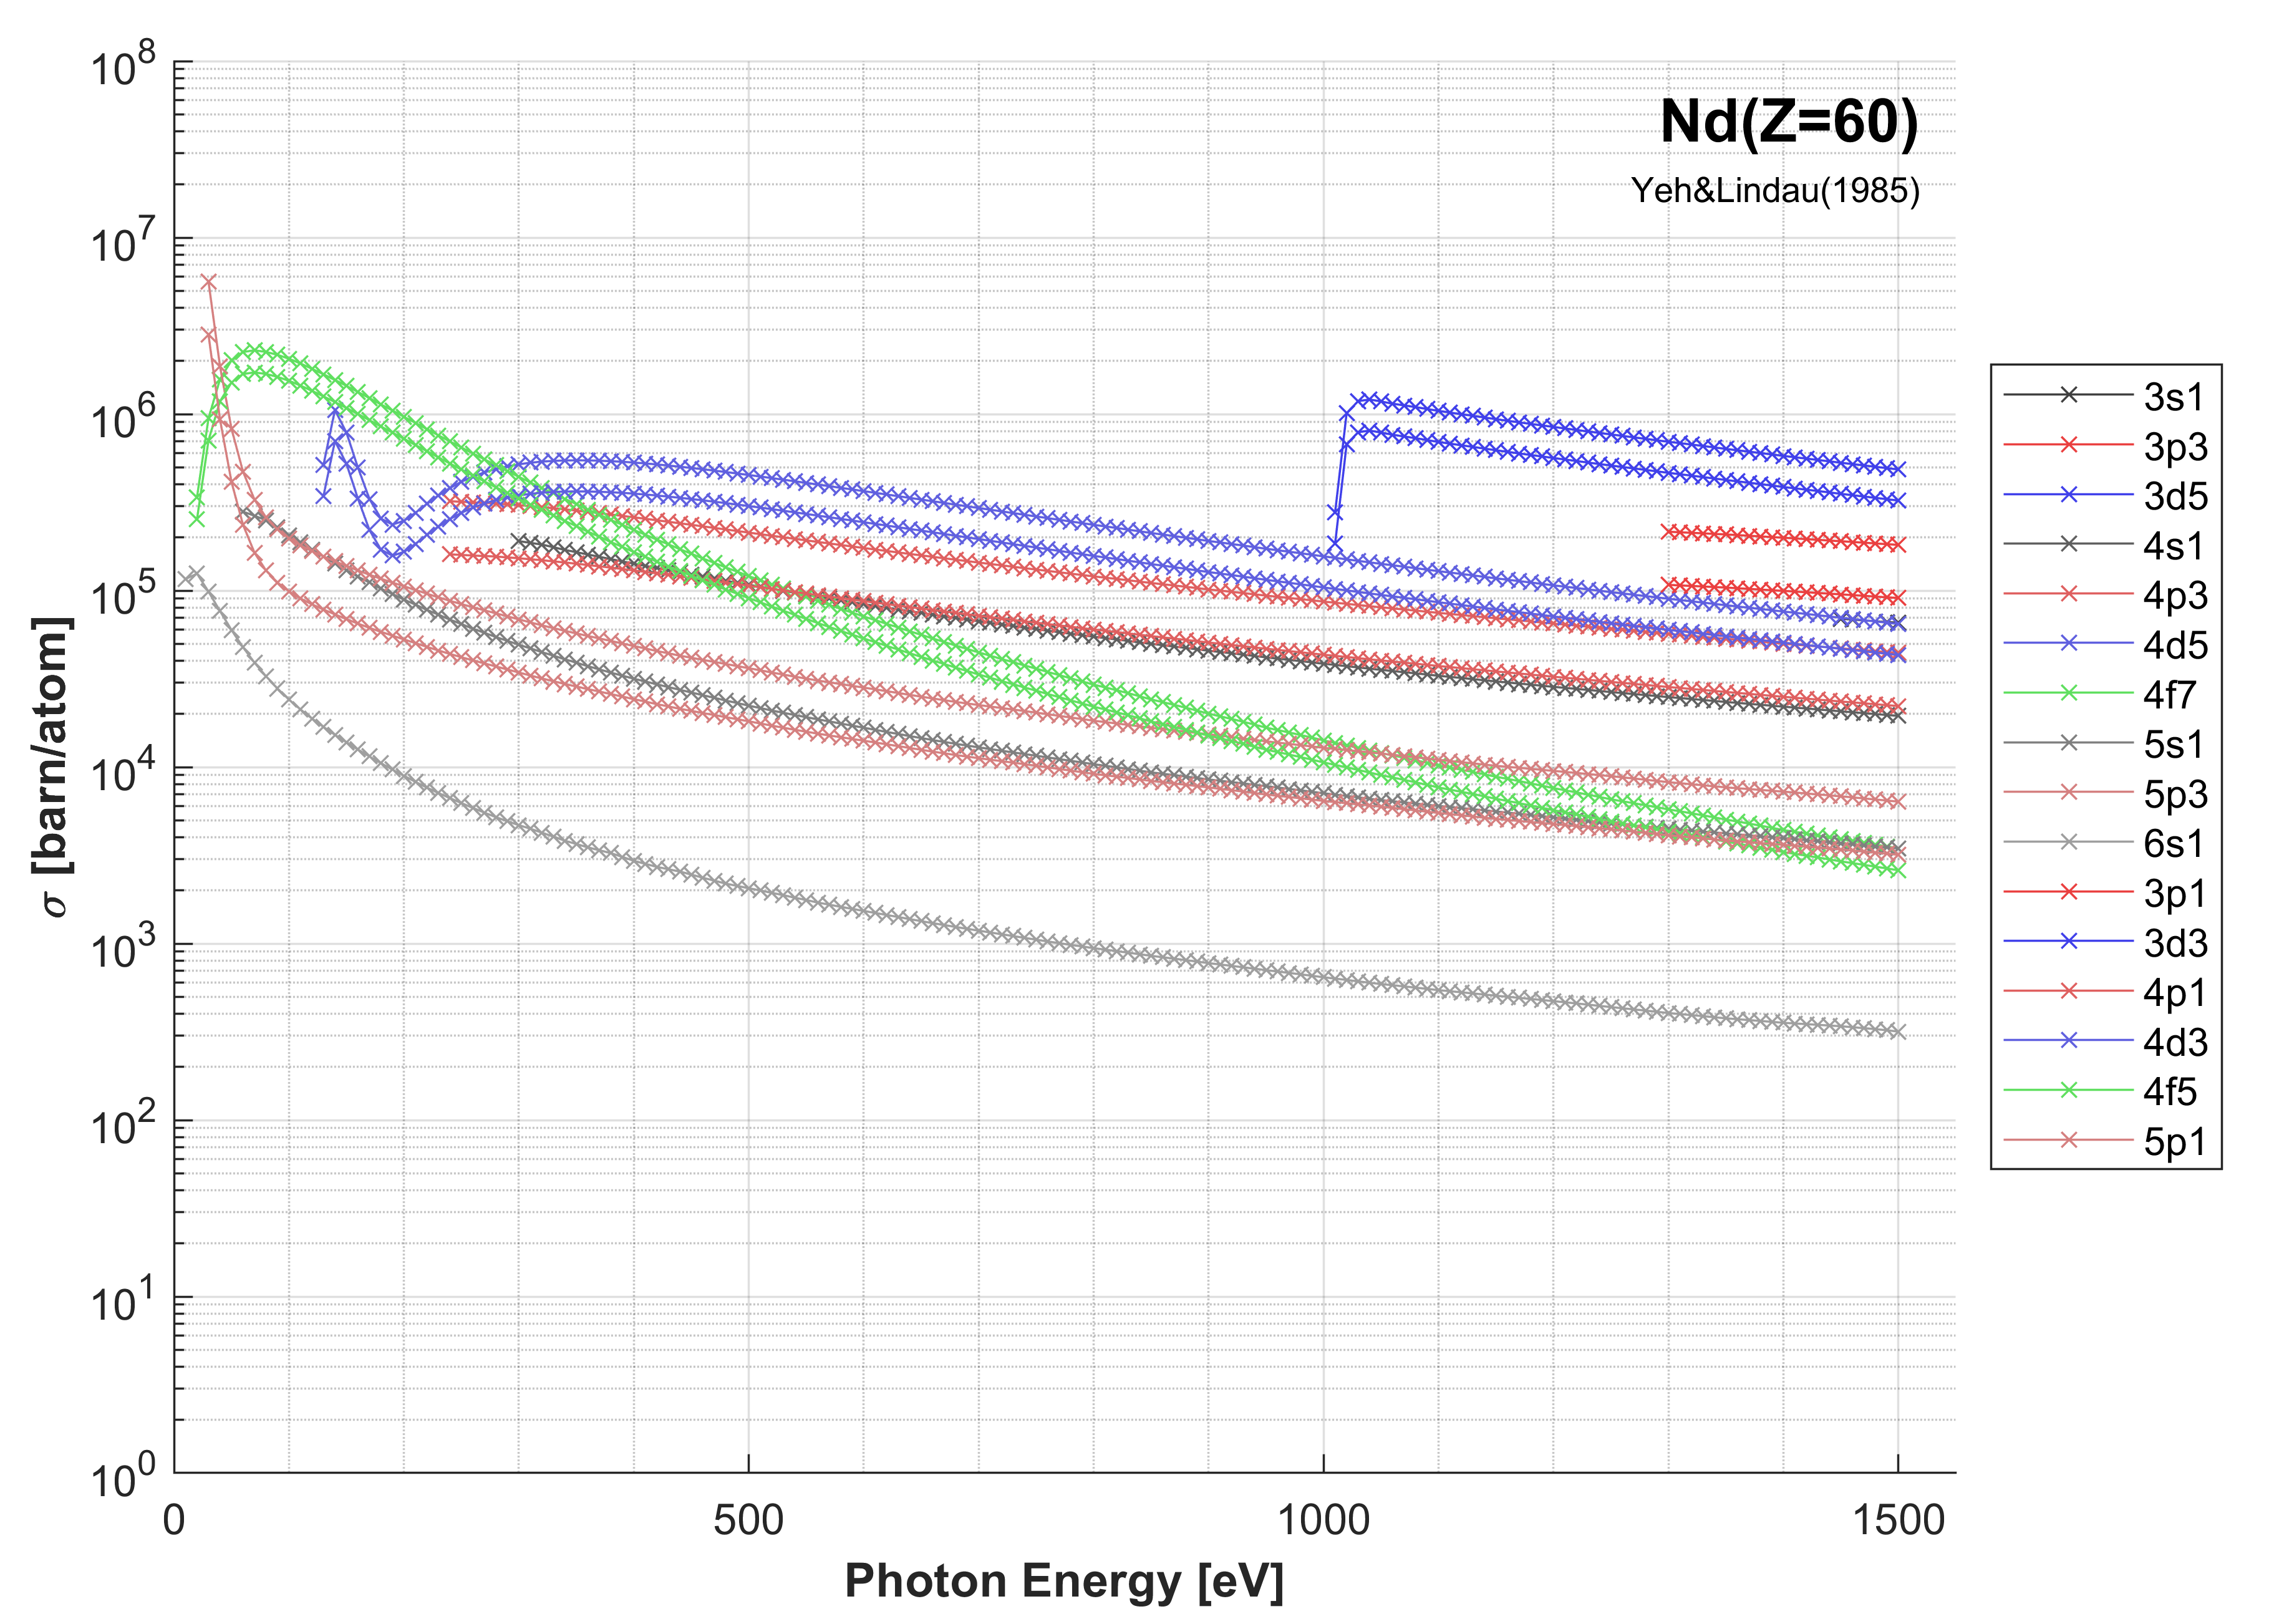 Nd(Z=60)
Yeh&Lindau(1985)
10^8
10^7
10^6
10^5
10^4
10^3
10^2
10^1
10^0
σ [barn/atom]
0 500 1000 1500
Photon Energy [eV]
3s1
3p3
3d5
4s1
4p3
4d5
4f7
5s1
5p3
6s1
3p1
3d3
4p1
4d3
4f5
5p1